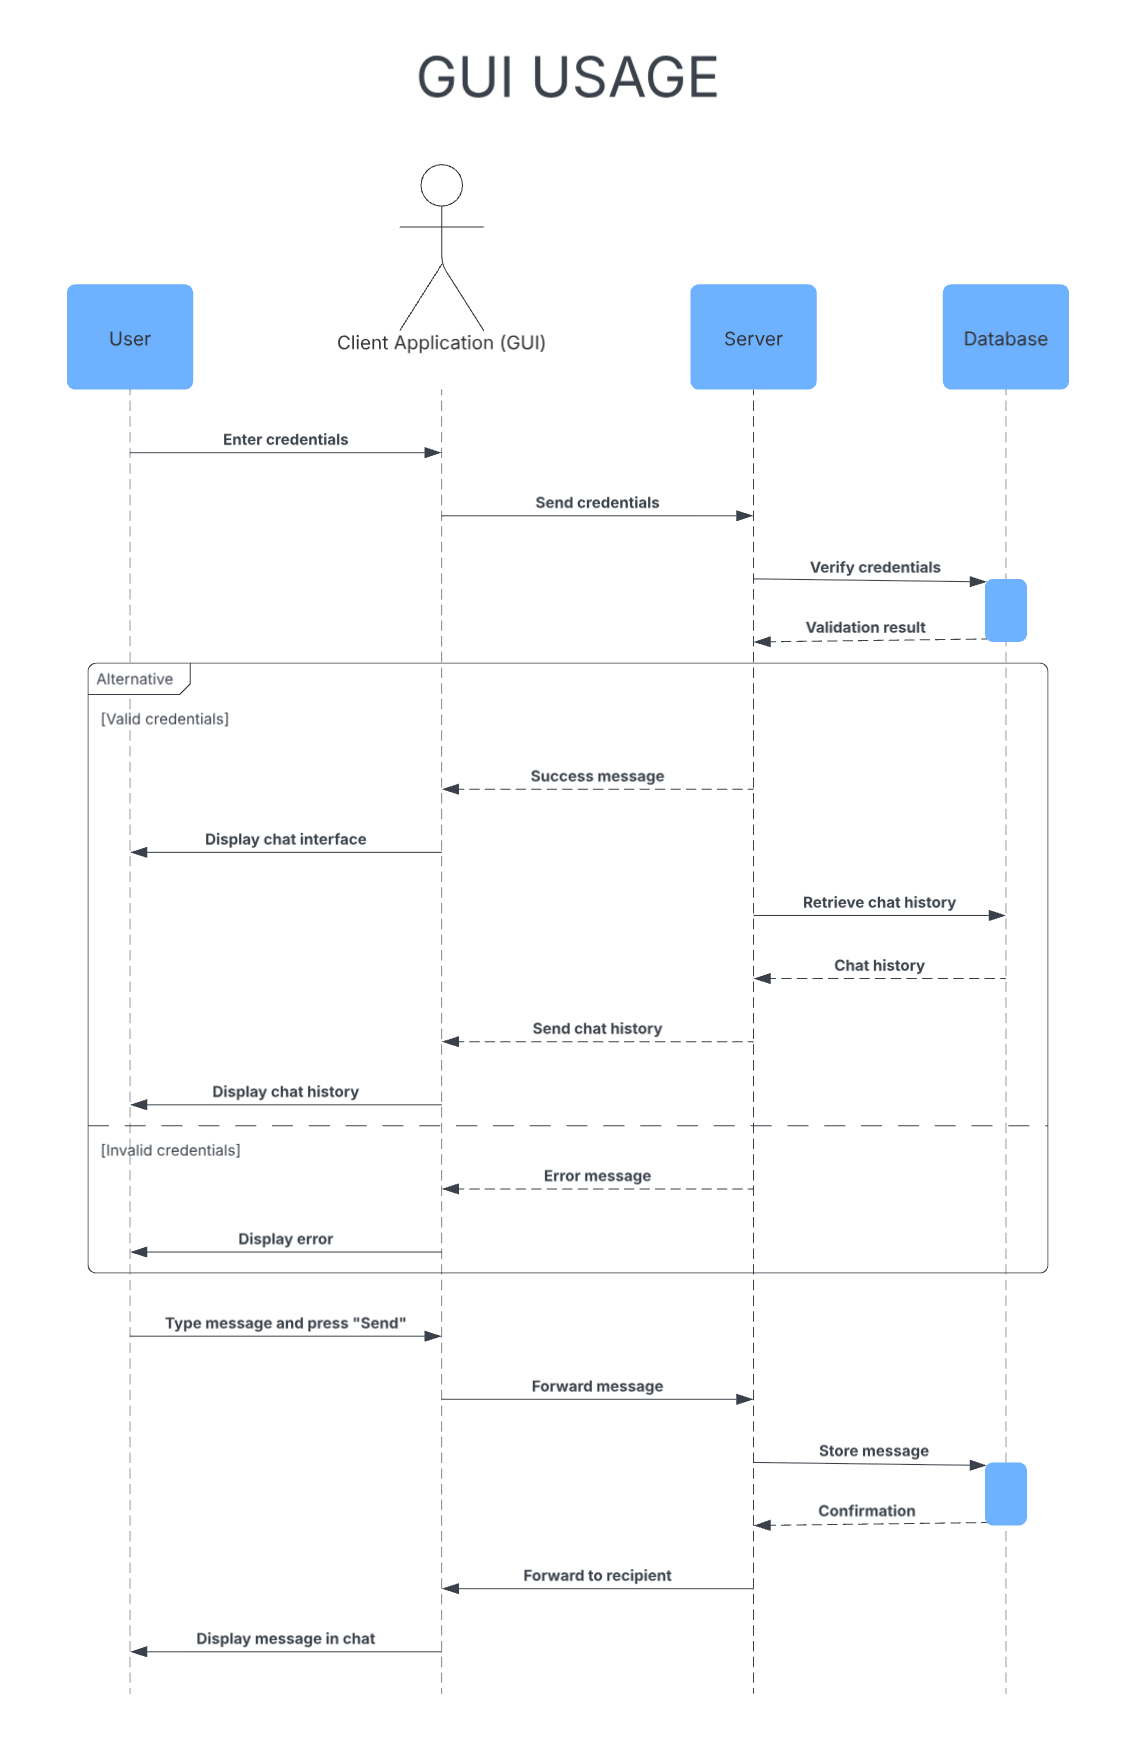 GUI USAGE
User
Client Application (GUI)
Server
Database
Enter credentials
Send credentials
Verify credentials
Validation result
Alternative
[Valid credentials]
Success message
Display chat interface
Retrieve chat history
Chat history
Send chat history
Display chat history
[Invalid credentials]
Error message
Display error
Type message and press "Send"
Forward message
Store message
Confirmation
Forward to recipient
Display message in chat